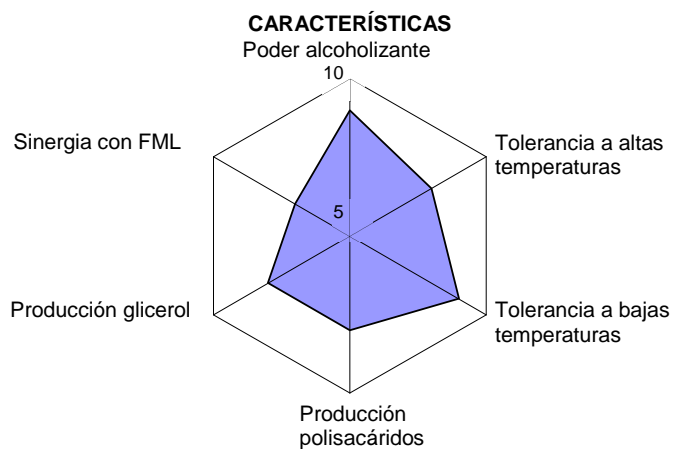 CARACTERÍSTICAS
Poder alcoholizante
10
Sinergia con FML
Tolerancia a altas
temperaturas
5
Producción glicerol
Tolerancia a bajas
temperaturas
Producción
polisacáridos